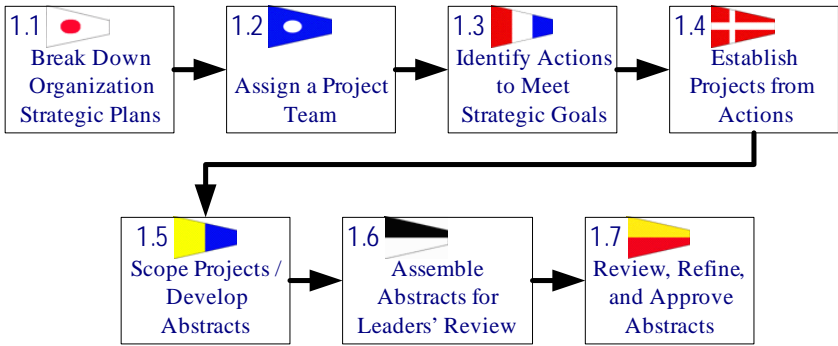 1.1
Break Down
Organization
Strategic Plans
1.2
Assign a Project
Team
1.3
Identify Actions
to Meet
Strategic Goals
1.4
Establish
Projects from
Actions
1.5
Scope Projects /
Develop
Abstracts
1.6
Assemble
Abstracts for
Leaders’ Review
1.7
Review, Refine,
and Approve
Abstracts